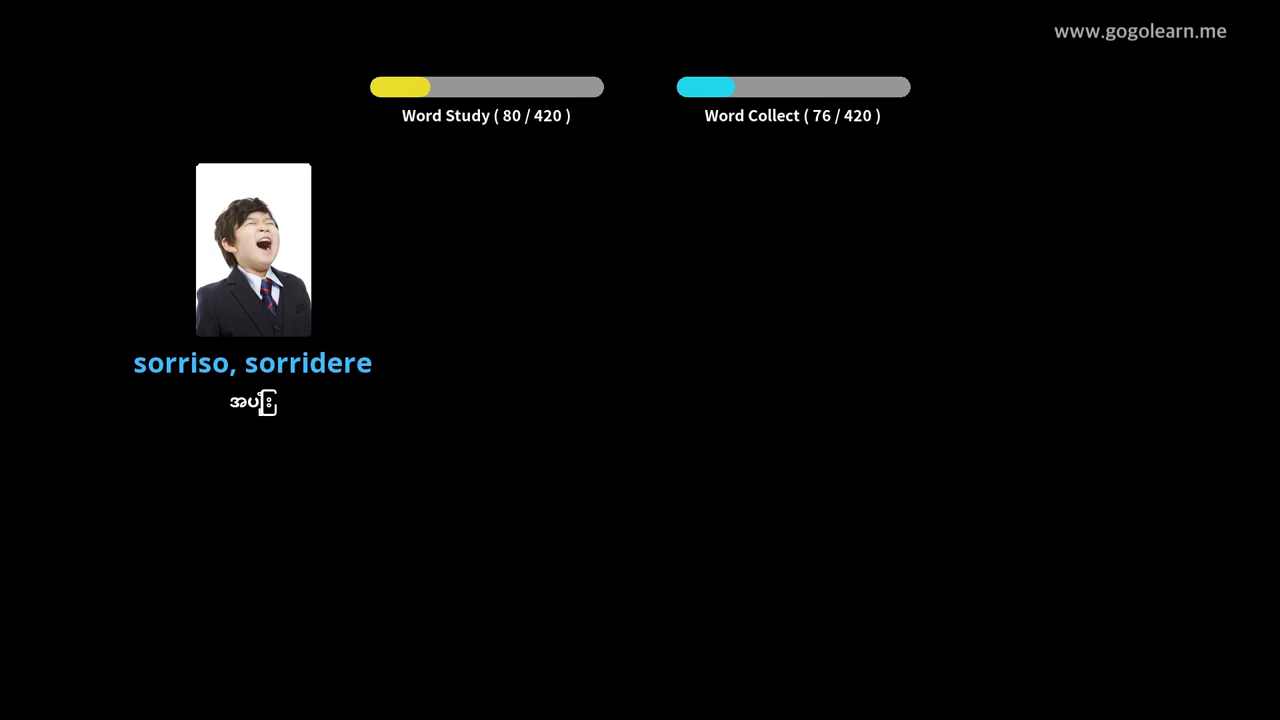 www.gogolearn.me
Word Study ( 80 / 420 )
Word Collect ( 76 / 420 )
sorriso, sorridere
အပြုံး